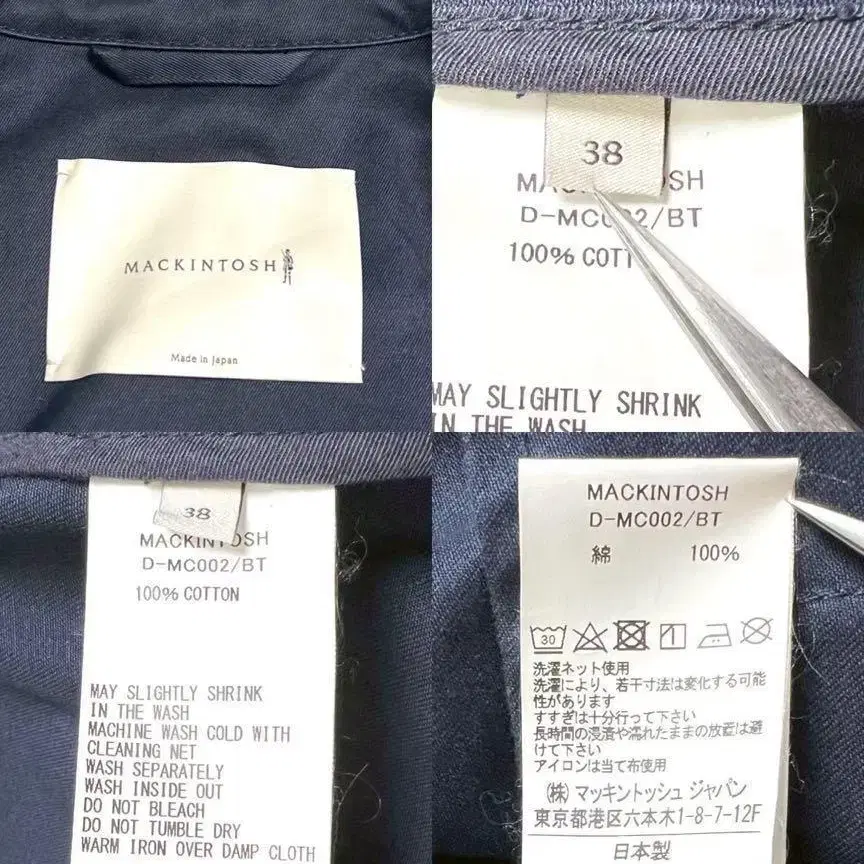 MACKINTOSH
Made in Japan
38
D-MC002/BT
100% COTT
MAY SLIGHTLY SHRINK
IN THE WASH
38
MACKINTOSH
D-MC002/BT
100% COTTON
MAY SLIGHTLY SHRINK
IN THE WASH
MACHINE WASH COLD WITH
CLEANING NET
WASH SEPARATELY
WASH INSIDE OUT
DO NOT BLEACH
DO NOT TUMBLE DRY
WARM IRON OVER DAMP CLOTH
MACKINTOSH
D-MC002/BT
綿 100%
30
洗濯ネット使用
洗濯により、若干寸法は変化する可能
性があります
すすぎは十分行って下さい
長時間の浸漬や濡れたままの放置は避
けて下さい
アイロンは当て布使用
(株) マッキントッシュ ジャパン
東京都港区六本木1-8-7-12F
日本製